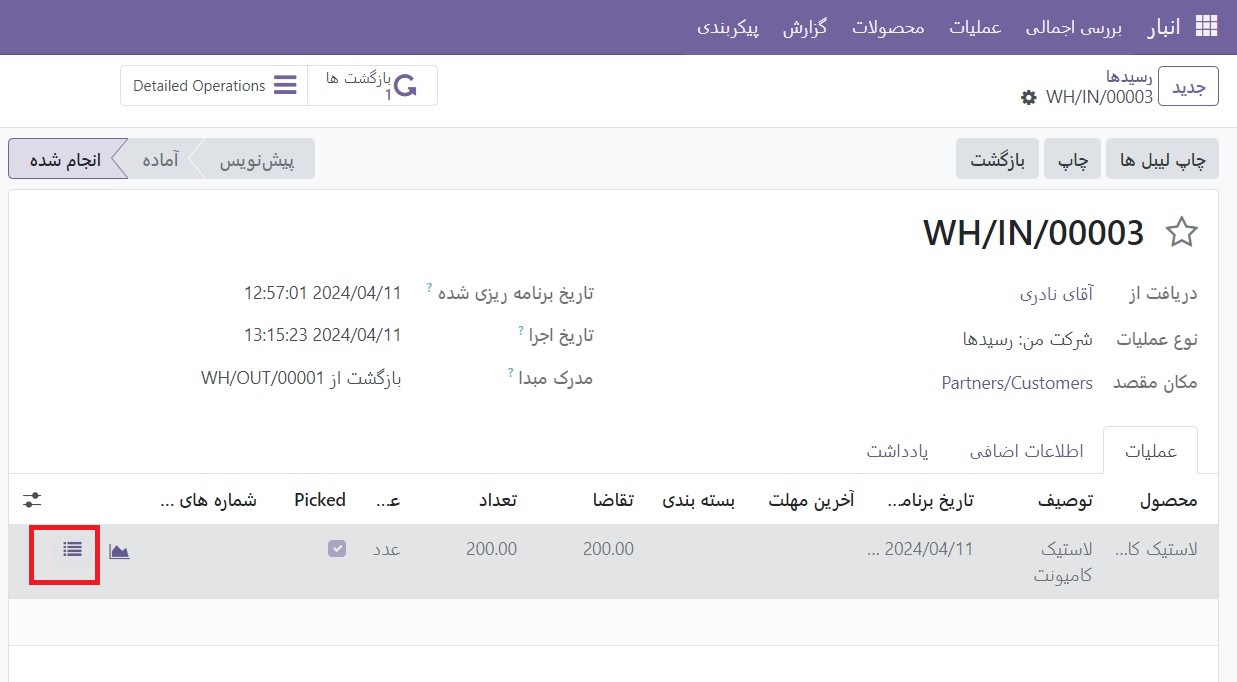 انبار بررسی اجمالی عملیات محصولات گزارش پیکربندی
جدید
رسیدها
WH/IN/00003
بازگشت ها
1
Detailed Operations
چاپ لیبل ها چاپ بازگشت
پیش‌نویس آماده انجام شده
WH/IN/00003
دریافت از آقای نادری
نوع عملیات شرکت من: رسیدها
مکان مقصد Partners/Customers
تاریخ برنامه ریزی شده ? 2024/04/11 12:57:01
تاریخ اجرا ? 2024/04/11 13:15:23
مدرک مبدا ? بازگشت از WH/OUT/00001
عملیات اطلاعات اضافی یادداشت
محصول توصیف تاریخ برنامه... آخرین مهلت بسته بندی تقاضا تعداد Picked ع... شماره های ...
لاستیک کا... لاستیک کامیونت 2024/04/11 ... 200.00 200.00 عدد